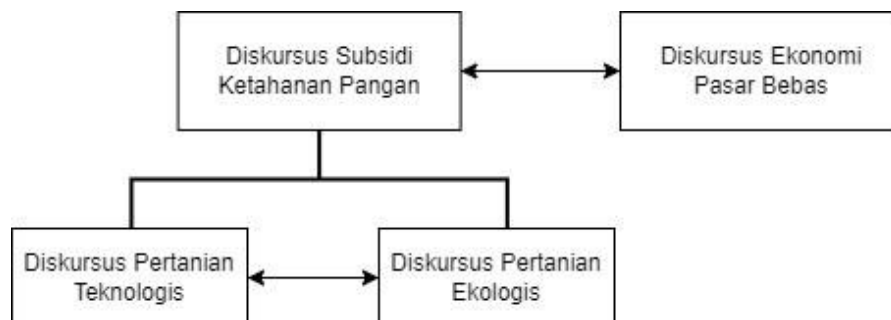 Diskursus Subsidi
Ketahanan Pangan
Diskursus Ekonomi
Pasar Bebas
Diskursus Pertanian
Teknologis
Diskursus Pertanian
Ekologis